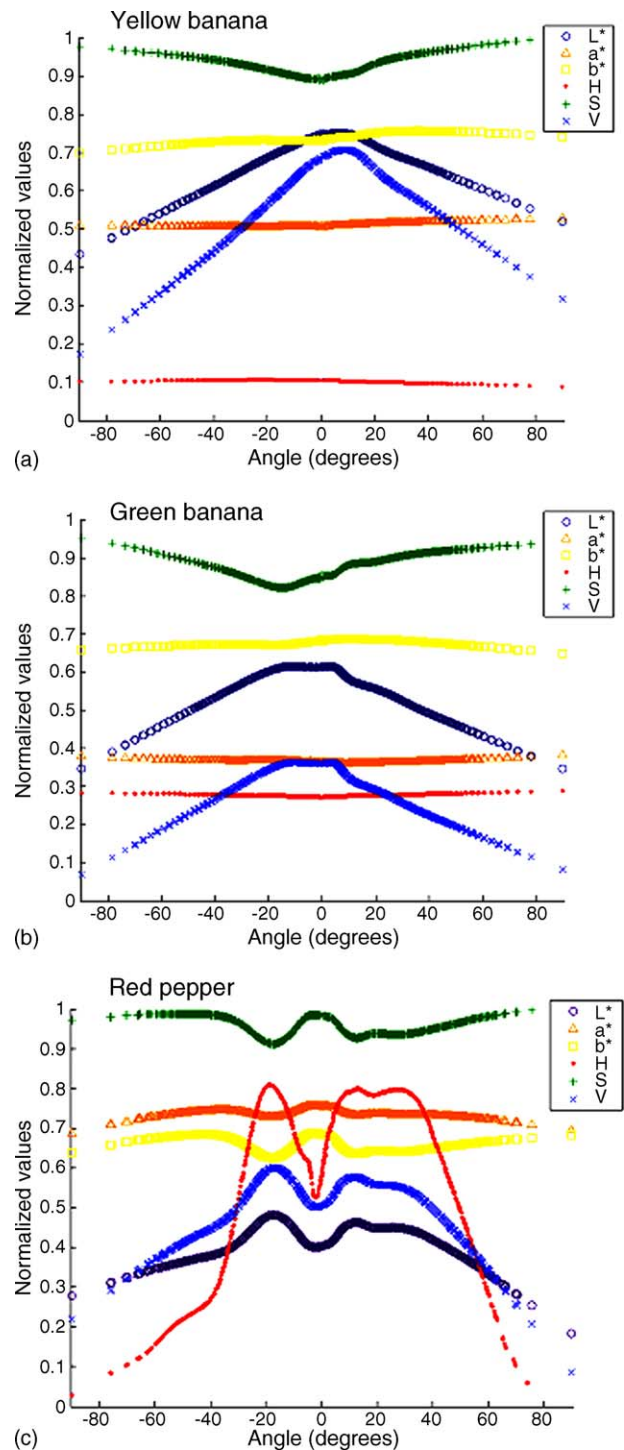 Yellow banana
1
0.9
0.8
0.7
0.6
0.5
0.4
0.3
0.2
0.1
0
Normalized values
L*
a*
b*
H
S
V
-80 -60 -40 -20 0 20 40 60 80
(a) Angle (degrees)
Green banana
1
0.9
0.8
0.7
0.6
0.5
0.4
0.3
0.2
0.1
0
Normalized values
L*
a*
b*
H
S
V
-80 -60 -40 -20 0 20 40 60 80
(b) Angle (degrees)
Red pepper
1
0.9
0.8
0.7
0.6
0.5
0.4
0.3
0.2
0.1
0
Normalized values
L*
a*
b*
H
S
V
-80 -60 -40 -20 0 20 40 60 80
(c) Angle (degrees)